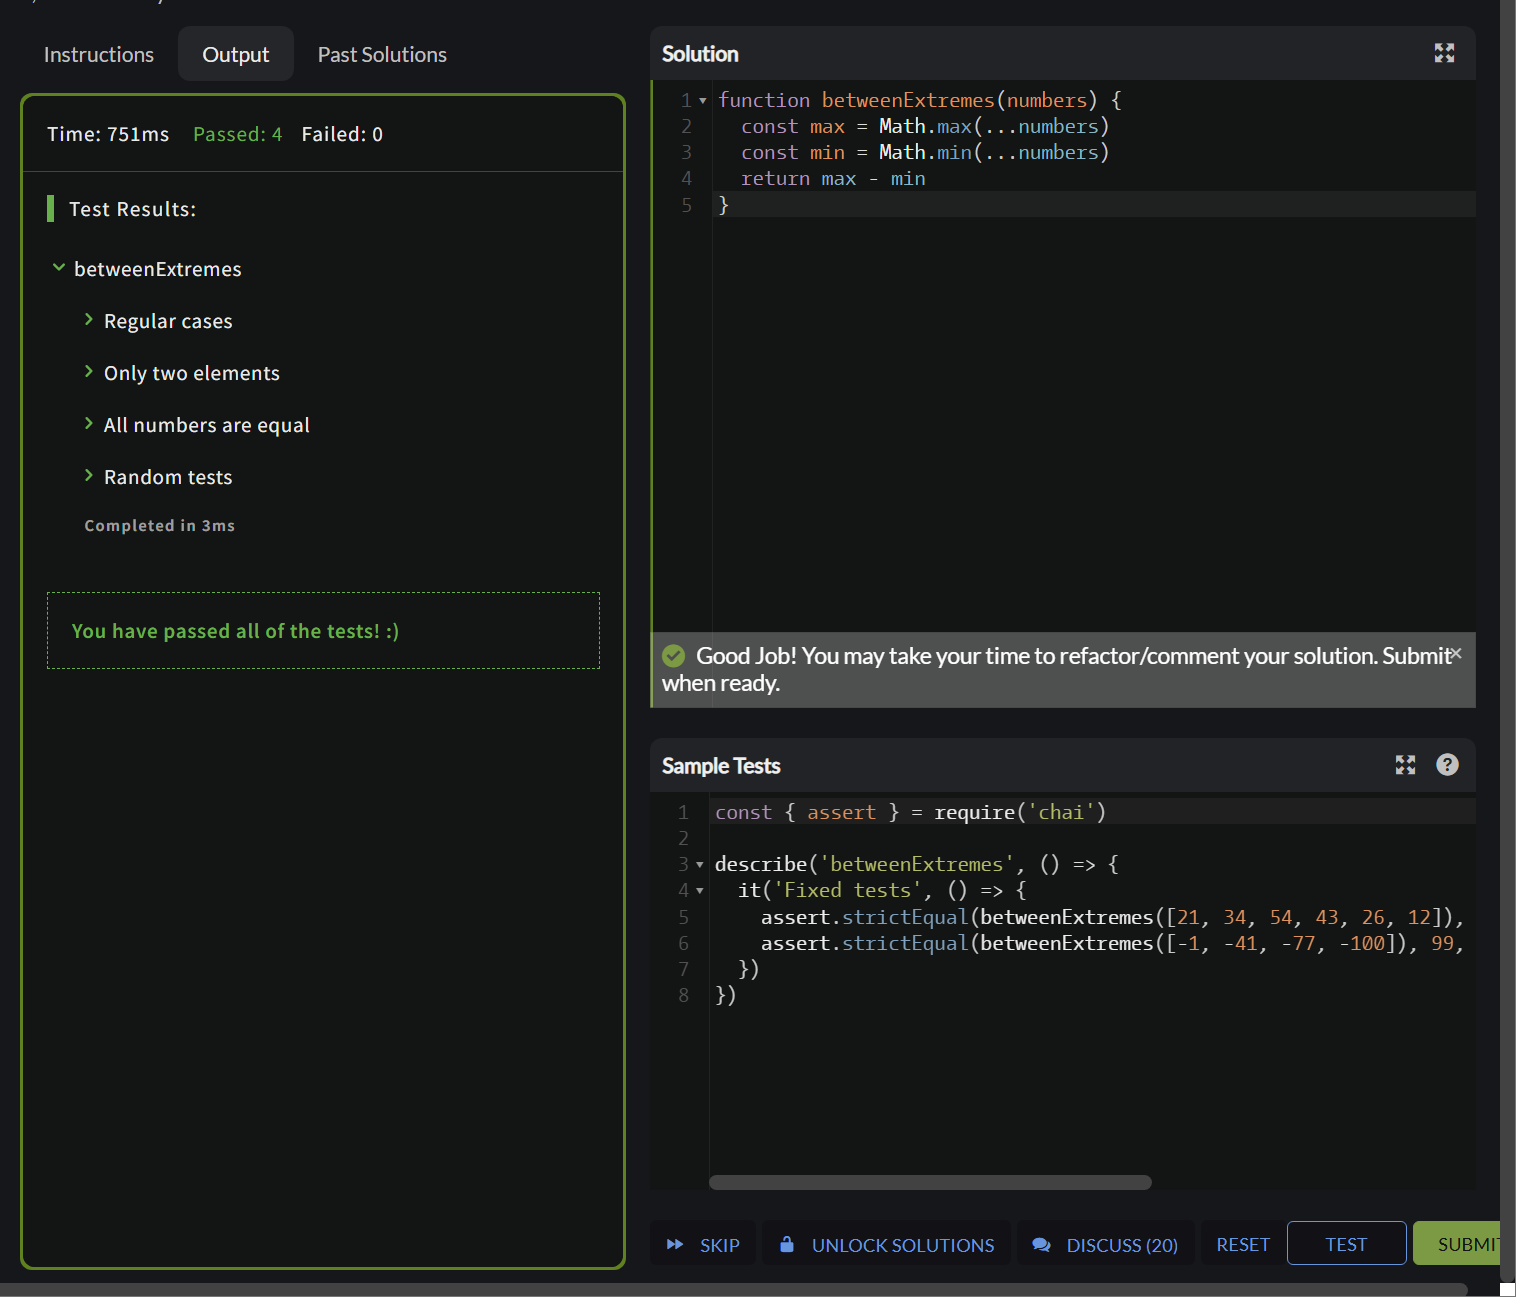 Instructions
Output
Past Solutions
Time: 751ms Passed: 4 Failed: 0
Test Results:
betweenExtremes
Regular cases
Only two elements
All numbers are equal
Random tests
Completed in 3ms
You have passed all of the tests! :)
Solution
1 function betweenExtremes(numbers) {
2 const max = Math.max(...numbers)
3 const min = Math.min(...numbers)
4 return max - min
5 }
Good Job! You may take your time to refactor/comment your solution. Submit
when ready.
Sample Tests
1 const { assert } = require('chai')
2
3 describe('betweenExtremes', () => {
4 it('Fixed tests', () => {
5 assert.strictEqual(betweenExtremes([21, 34, 54, 43, 26, 12]),
6 assert.strictEqual(betweenExtremes([-1, -41, -77, -100]), 99,
7 })
8 })
SKIP
UNLOCK SOLUTIONS
DISCUSS (20)
RESET
TEST
SUBMIT